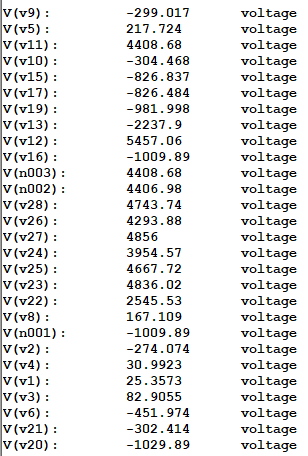 V(v9): -299.017 voltage
V(v5): 217.724 voltage
V(v11): 4408.68 voltage
V(v10): -304.468 voltage
V(v15): -826.837 voltage
V(v17): -826.484 voltage
V(v19): -981.998 voltage
V(v13): -2237.9 voltage
V(v12): 5457.06 voltage
V(v16): -1009.89 voltage
V(n003): 4408.68 voltage
V(n002): 4406.98 voltage
V(v28): 4743.74 voltage
V(v26): 4293.88 voltage
V(v27): 4856 voltage
V(v24): 3954.57 voltage
V(v25): 4667.72 voltage
V(v23): 4836.02 voltage
V(v22): 2545.53 voltage
V(v8): 167.109 voltage
V(n001): -1009.89 voltage
V(v2): -274.074 voltage
V(v4): 30.9923 voltage
V(v1): 25.3573 voltage
V(v3): 82.9055 voltage
V(v6): -451.974 voltage
V(v21): -302.414 voltage
V(v20): -1029.89 voltage